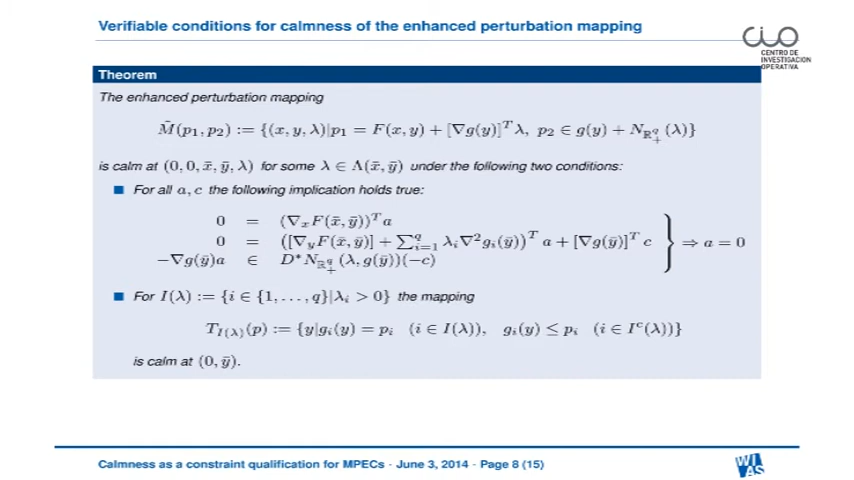 Verifiable conditions for calmness of the enhanced perturbation mapping
CIO
CENTRO DE
INVESTIGACION
OPERATIVA
Theorem
The enhanced perturbation mapping
M̃(p₁, p₂) := {(x, y, λ)|p₁ = F(x, y) + [∇g(y)]ᵀ λ, p₂ ∈ g(y) + N_{ℝ₊^q}(λ)}
is calm at (0, 0, x̄, ȳ, λ) for some λ ∈ Λ(x̄, ȳ) under the following two conditions:
■ For all a, c the following implication holds true:
0 = (∇ₓF(x̄, ȳ))ᵀ a
0 = ([∇_yF(x̄, ȳ)] + ∑_{i=1}^q λᵢ∇²gᵢ(ȳ))ᵀ a + [∇g(ȳ)]ᵀ c } ⇒ a = 0
−∇g(ȳ)a ∈ D*N_{ℝ₊^q}(λ, g(ȳ))(−c)
■ For I(λ) := {i ∈ {1, …, q}|λᵢ > 0} the mapping
T_{I(λ)}(p) := {y|gᵢ(y) = pᵢ (i ∈ I(λ)), gᵢ(y) ≤ pᵢ (i ∈ Iᶜ(λ))}
is calm at (0, ȳ).
Calmness as a constraint qualification for MPECs · June 3, 2014 · Page 8 (15)
WIAS